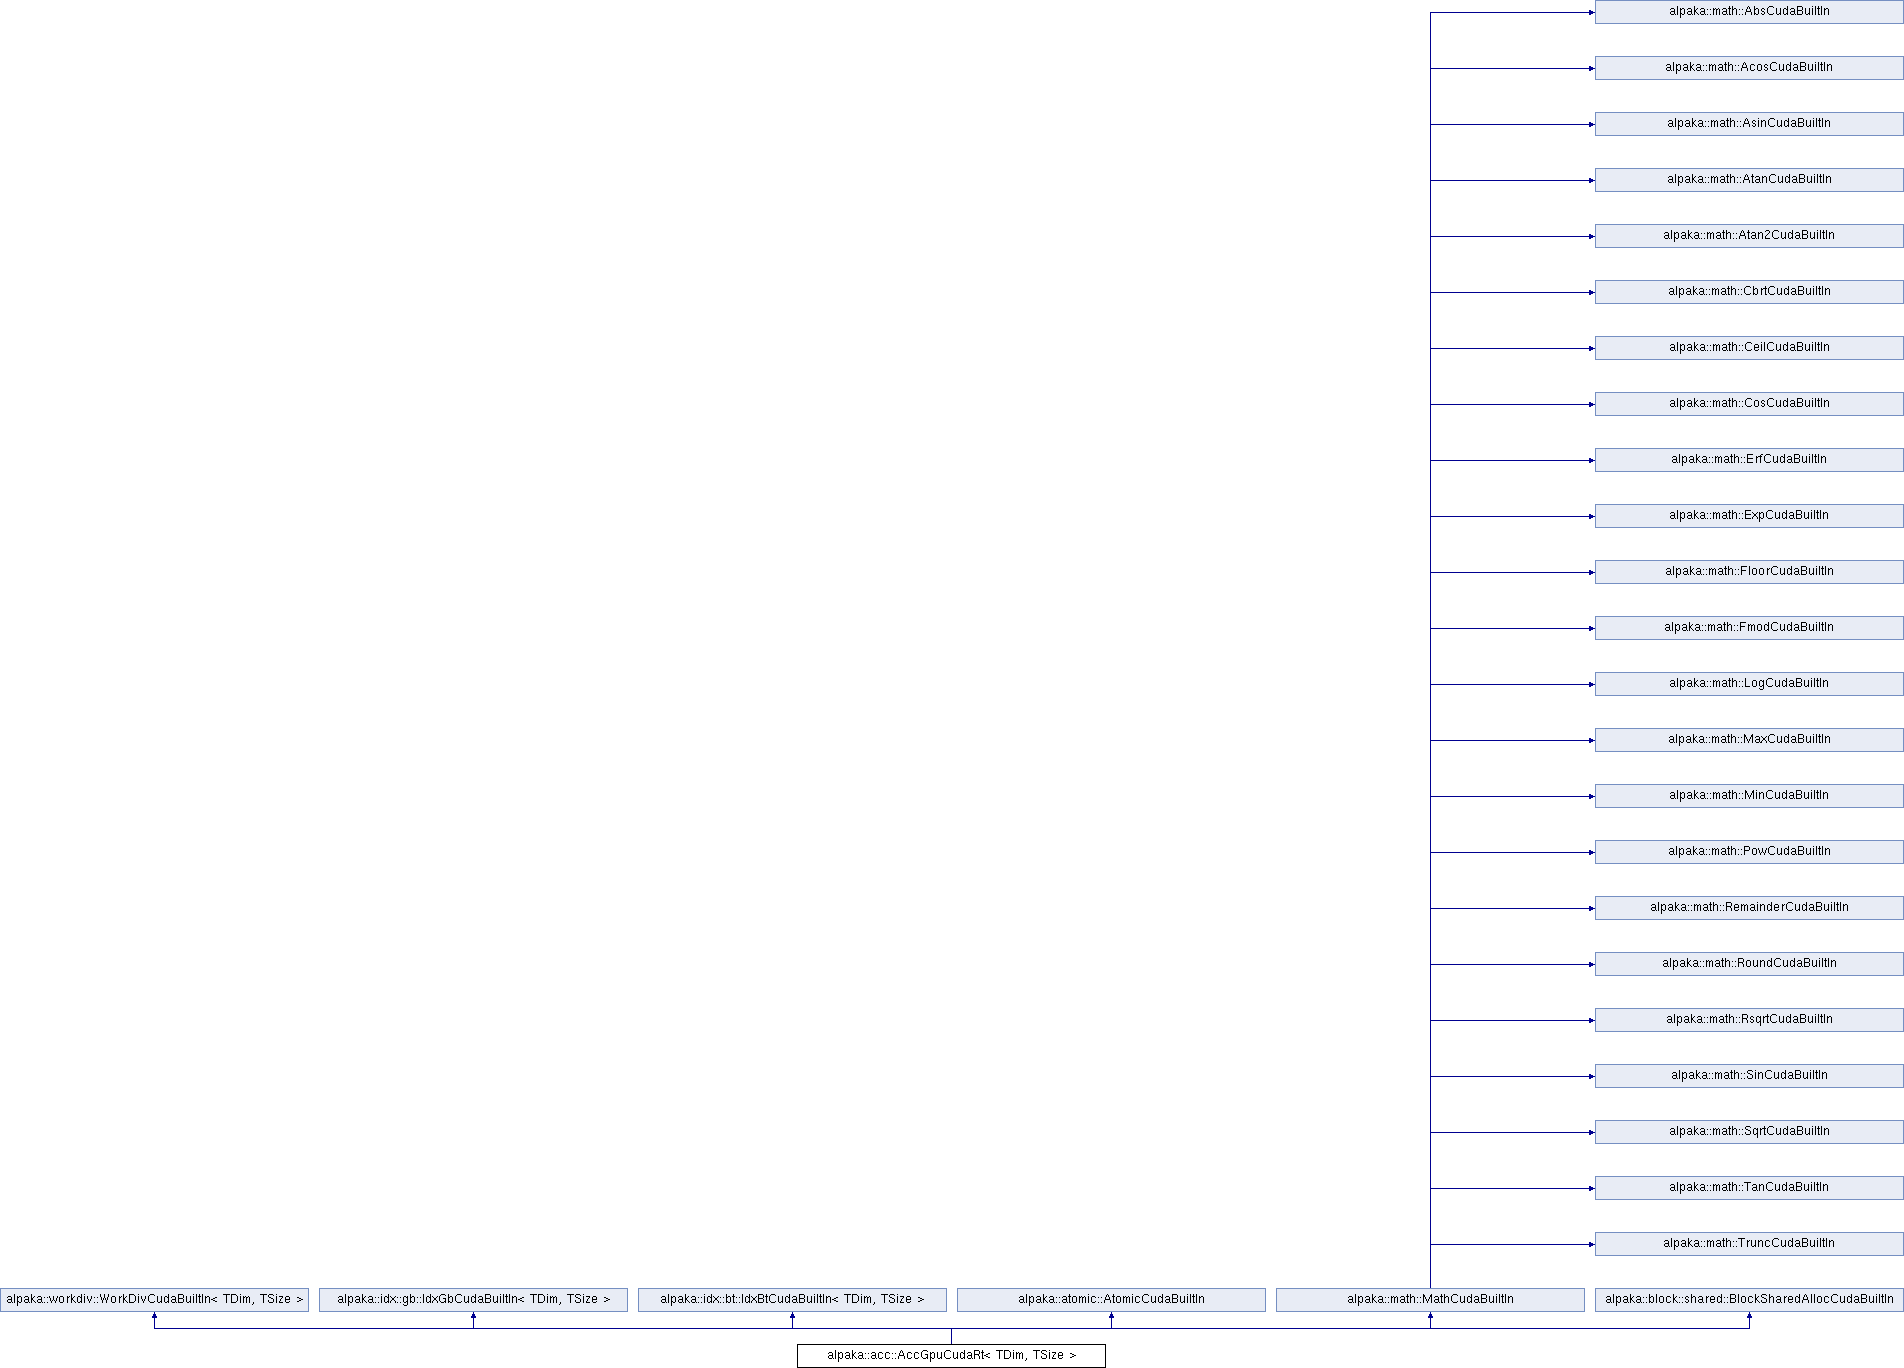 alpaka::math::AbsCudaBuiltIn
alpaka::math::AcosCudaBuiltIn
alpaka::math::AsinCudaBuiltIn
alpaka::math::AtanCudaBuiltIn
alpaka::math::Atan2CudaBuiltIn
alpaka::math::CbrtCudaBuiltIn
alpaka::math::CeilCudaBuiltIn
alpaka::math::CosCudaBuiltIn
alpaka::math::ErfCudaBuiltIn
alpaka::math::ExpCudaBuiltIn
alpaka::math::FloorCudaBuiltIn
alpaka::math::FmodCudaBuiltIn
alpaka::math::LogCudaBuiltIn
alpaka::math::MaxCudaBuiltIn
alpaka::math::MinCudaBuiltIn
alpaka::math::PowCudaBuiltIn
alpaka::math::RemainderCudaBuiltIn
alpaka::math::RoundCudaBuiltIn
alpaka::math::RsqrtCudaBuiltIn
alpaka::math::SinCudaBuiltIn
alpaka::math::SqrtCudaBuiltIn
alpaka::math::TanCudaBuiltIn
alpaka::math::TruncCudaBuiltIn
alpaka::workdiv::WorkDivCudaBuiltIn< TDim, TSize >
alpaka::idx::gb::IdxGbCudaBuiltIn< TDim, TSize >
alpaka::idx::bt::IdxBtCudaBuiltIn< TDim, TSize >
alpaka::atomic::AtomicCudaBuiltIn
alpaka::math::MathCudaBuiltIn
alpaka::block::shared::BlockSharedAllocCudaBuiltIn
alpaka::acc::AccGpuCudaRt< TDim, TSize >